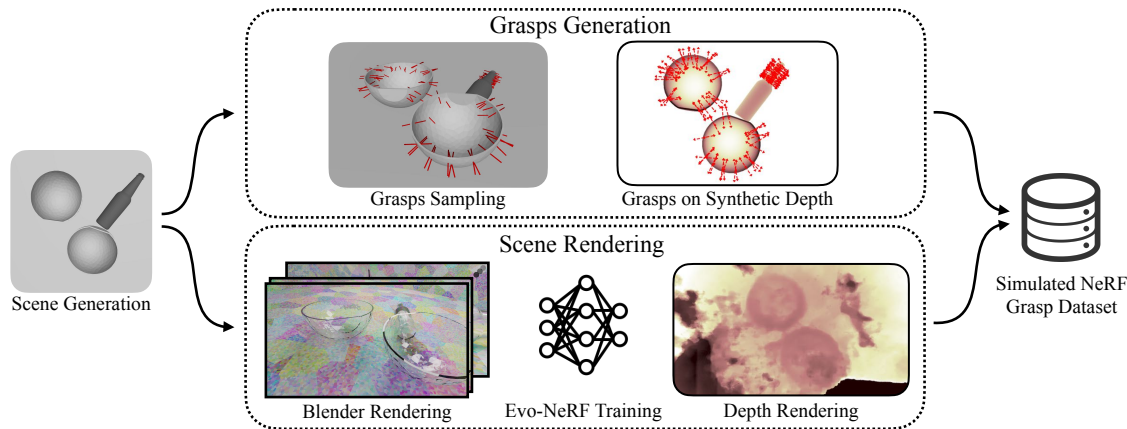 Grasps Generation
Grasps Sampling
Grasps on Synthetic Depth
Scene Generation
Scene Rendering
Blender Rendering
Evo-NeRF Training
Depth Rendering
Simulated NeRF
Grasp Dataset